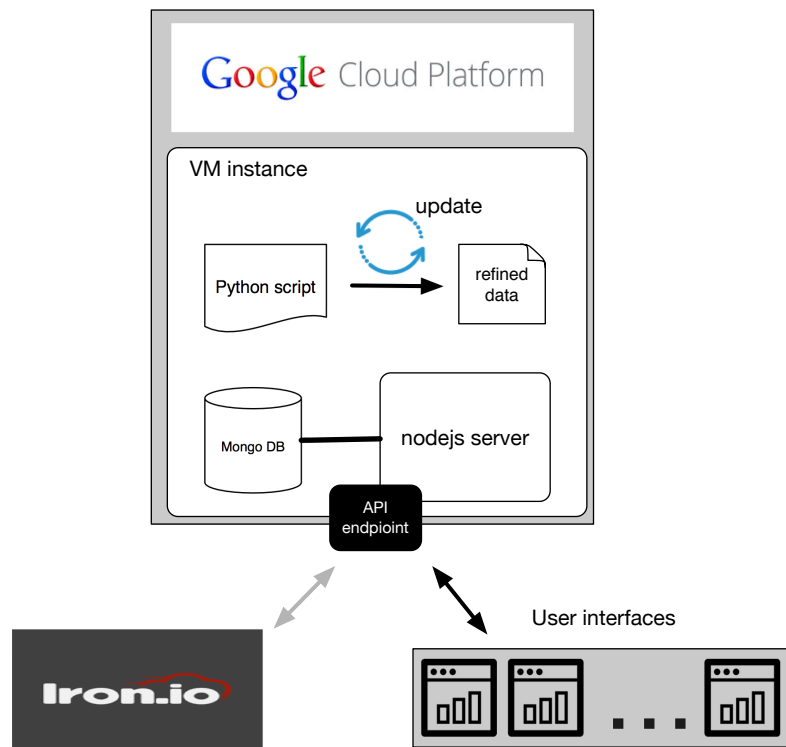 Google Cloud Platform
VM instance
update
Python script
refined
data
Mongo DB
nodejs server
API
endpioint
User interfaces
Iron.io